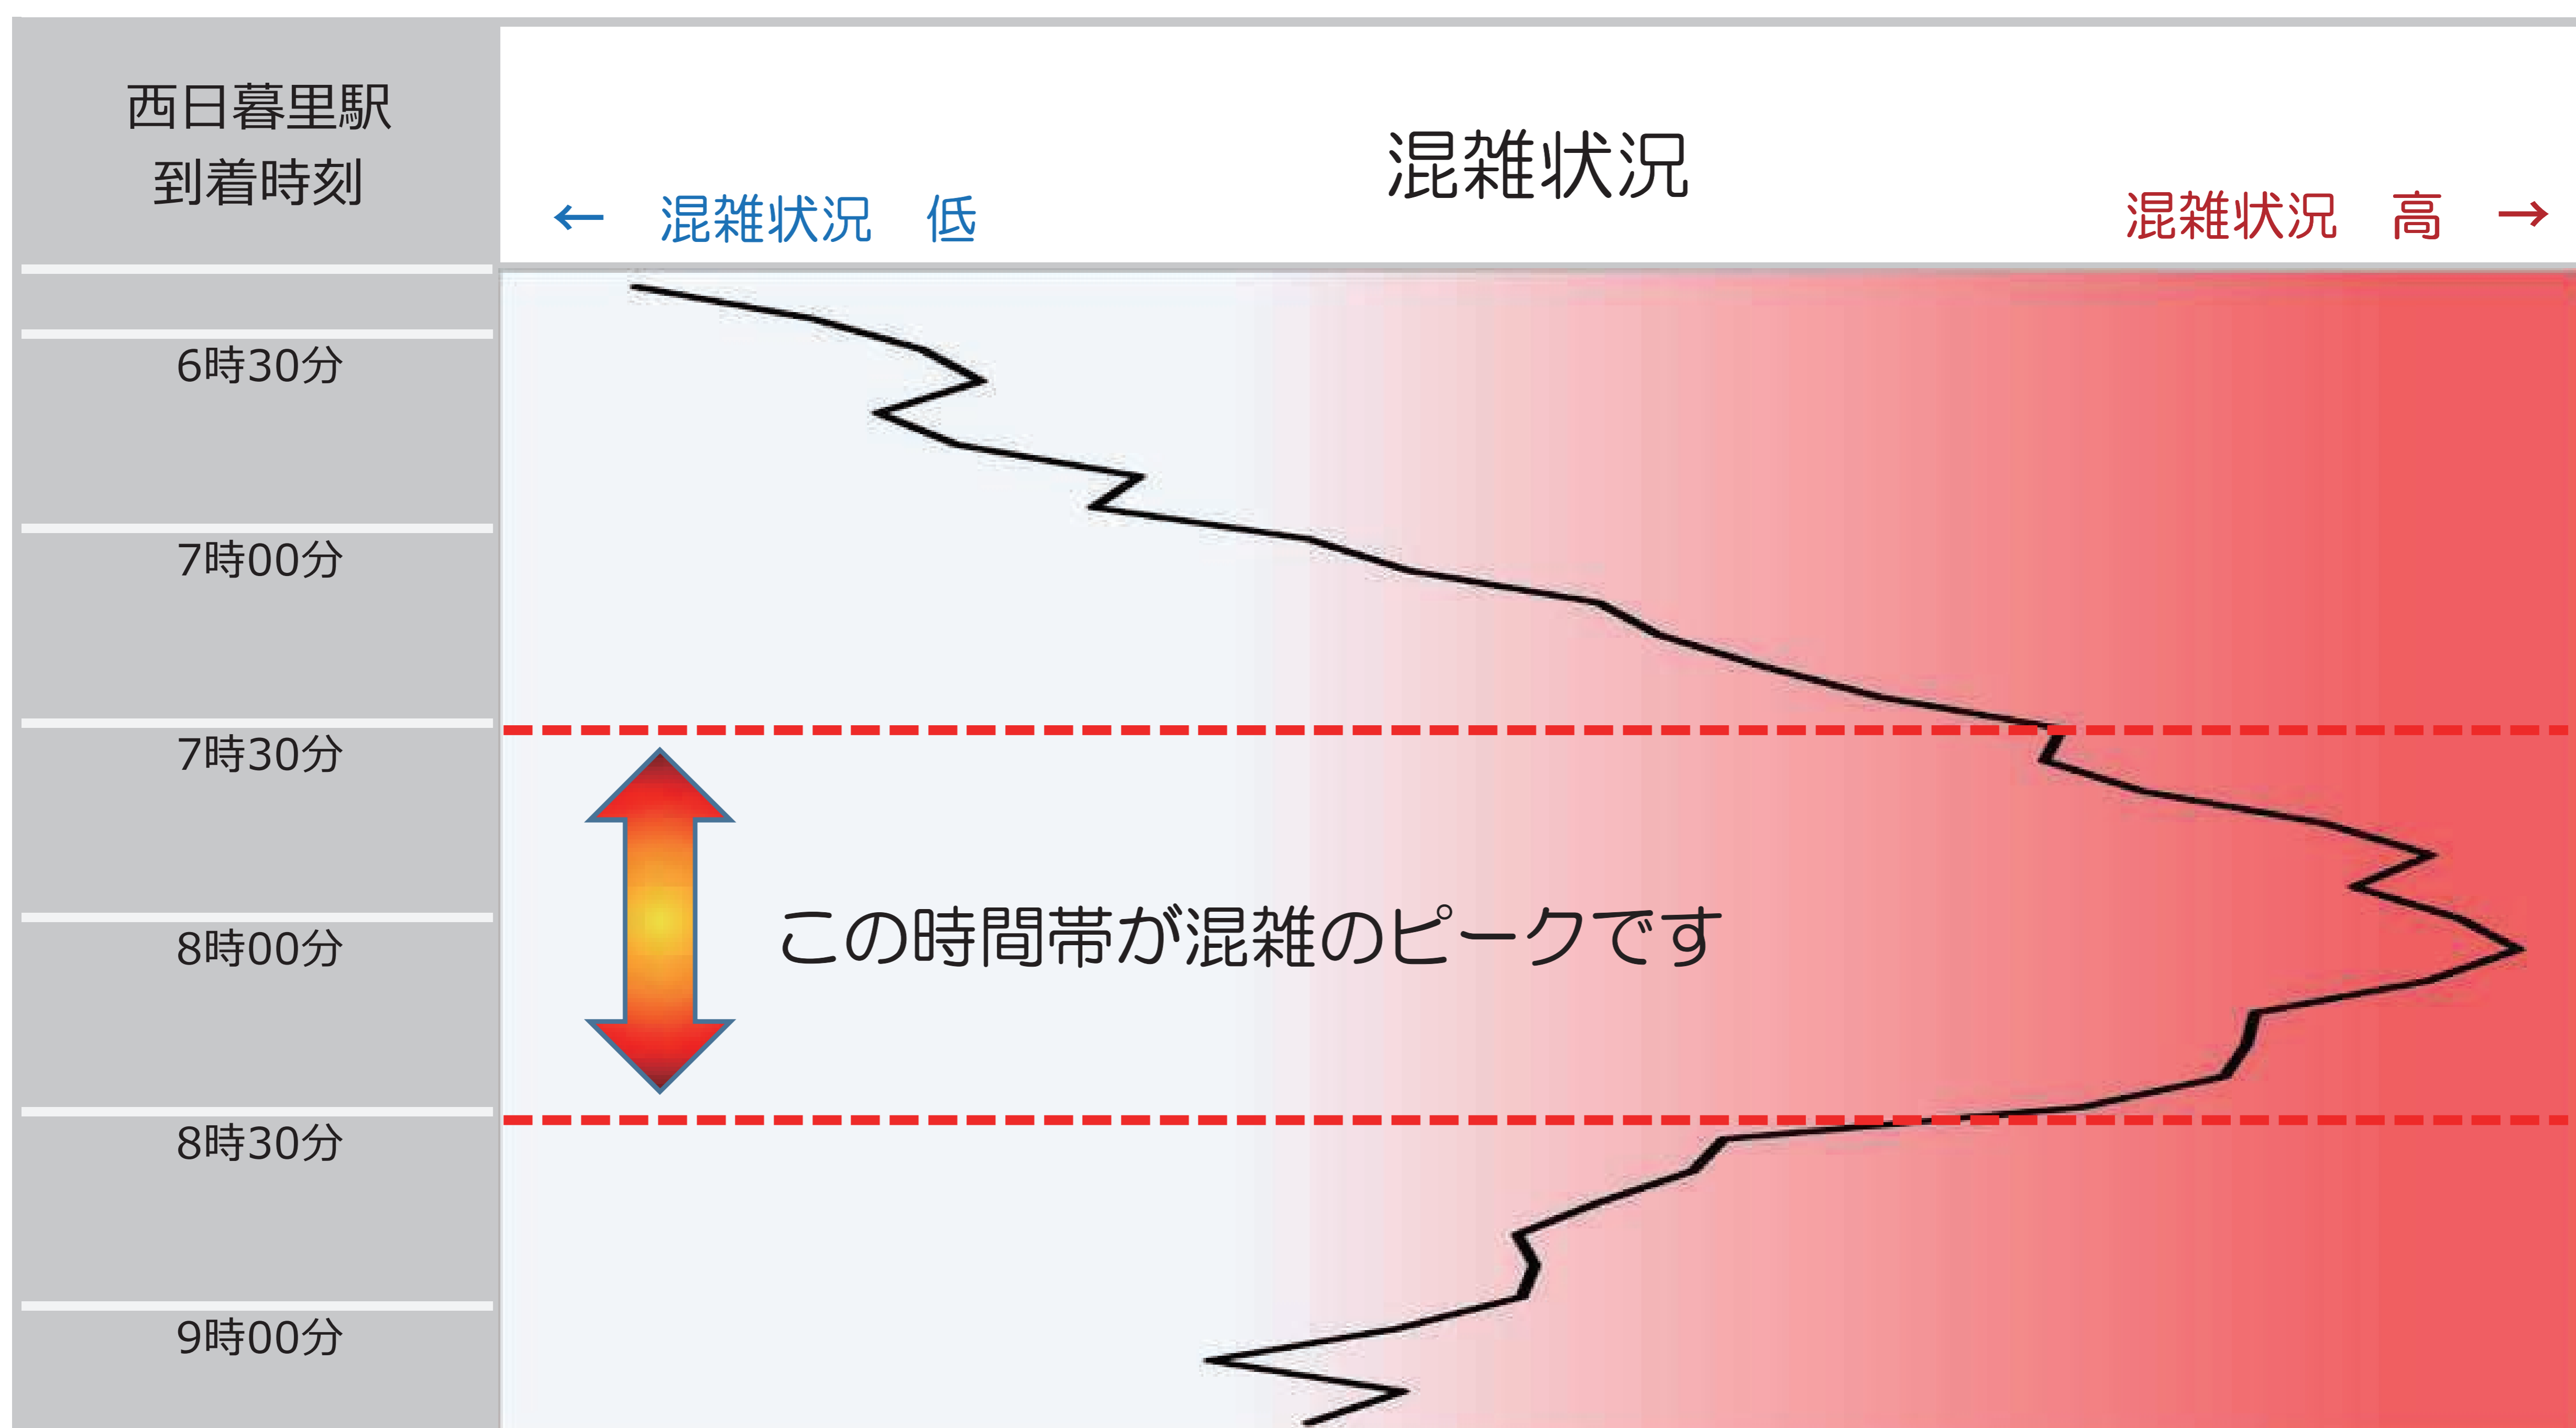 西日暮里駅
到着時刻
混雑状況
← 混雑状況 低
混雑状況 高 →
6時30分
7時00分
7時30分
8時00分
この時間帯が混雑のピークです
8時30分
9時00分